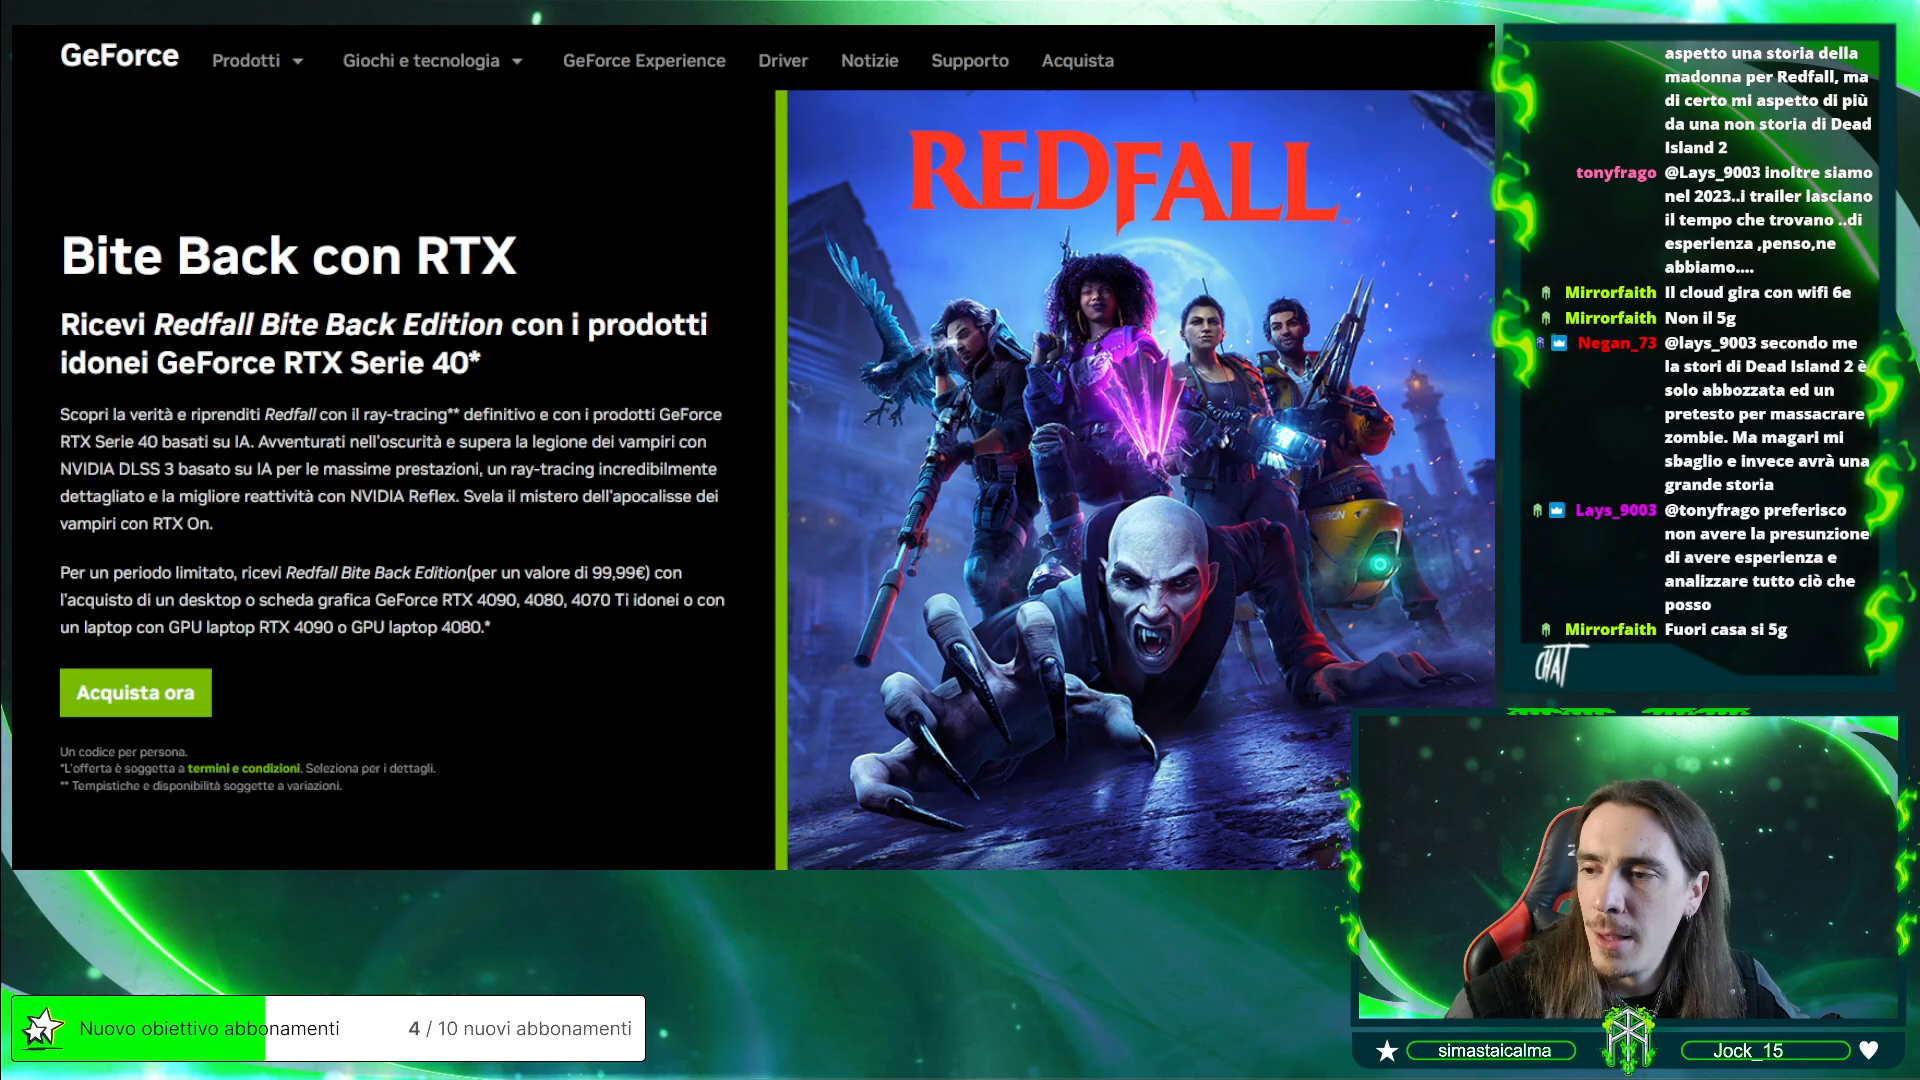 GeForce
Prodotti
Giochi e tecnologia
GeForce Experience
Driver
Notizie
Supporto
Acquista
Bite Back con RTX
Ricevi Redfall Bite Back Edition con i prodotti
idonei GeForce RTX Serie 40*
Scopri la verità e riprenditi Redfall con il ray-tracing** definitivo e con i prodotti GeForce
RTX Serie 40 basati su IA. Avventurati nell'oscurità e supera la legione dei vampiri con
NVIDIA DLSS 3 basato su IA per le massime prestazioni, un ray-tracing incredibilmente
dettagliato e la migliore reattività con NVIDIA Reflex. Svela il mistero dell'apocalisse dei
vampiri con RTX On.
Per un periodo limitato, ricevi Redfall Bite Back Edition(per un valore di 99,99€) con
l'acquisto di un desktop o scheda grafica GeForce RTX 4090, 4080, 4070 Ti idonei o con
un laptop con GPU laptop RTX 4090 o GPU laptop 4080.*
Acquista ora
Un codice per persona.
*L'offerta è soggetta a termini e condizioni. Seleziona per i dettagli.
** Tempistiche e disponibilità soggette a variazioni.
REDFALL
aspetto una storia della
madonna per Redfall, ma
di certo mi aspetto di più
da una non storia di Dead
Island 2
tonyfrago @Lays_9003 inoltre siamo
nel 2023..i trailer lasciano
il tempo che trovano ..di
esperienza ,penso,ne
abbiamo....
Mirrorfaith Il cloud gira con wifi 6e
Mirrorfaith Non il 5g
Negan_73 @lays_9003 secondo me
la stori di Dead Island 2 è
solo abbozzata ed un
pretesto per massacrare
zombie. Ma magari mi
sbaglio e invece avrà una
grande storia
Lays_9003 @tonyfrago preferisco
non avere la presunzione
di avere esperienza e
analizzare tutto ciò che
posso
Mirrorfaith Fuori casa si 5g
CHAT
Nuovo obiettivo abbonamenti
4 / 10 nuovi abbonamenti
simastaicalma
Jock_15